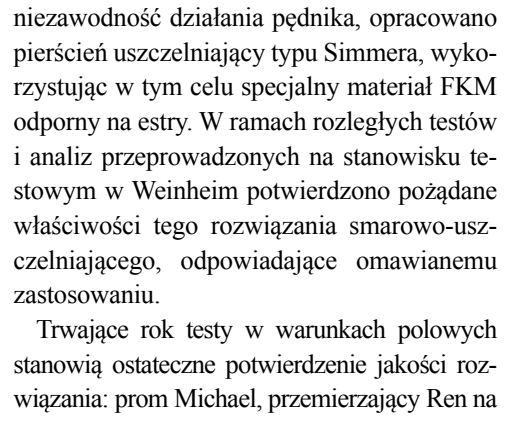 niezawodność działania pędnika, opracowano
pierścień uszczelniający typu Simmera, wyko-
rzystując w tym celu specjalny materiał FKM
odporny na estry. W ramach rozległych testów
i analiz przeprowadzonych na stanowisku te-
stowym w Weinheim potwierdzono pożądane
właściwości tego rozwiązania smarowo-usz-
czelniającego, odpowiadające omawianemu
zastosowaniu.
Trwające rok testy w warunkach polowych
stanowią ostateczne potwierdzenie jakości roz-
wiązania: prom Michael, przemierzający Ren na